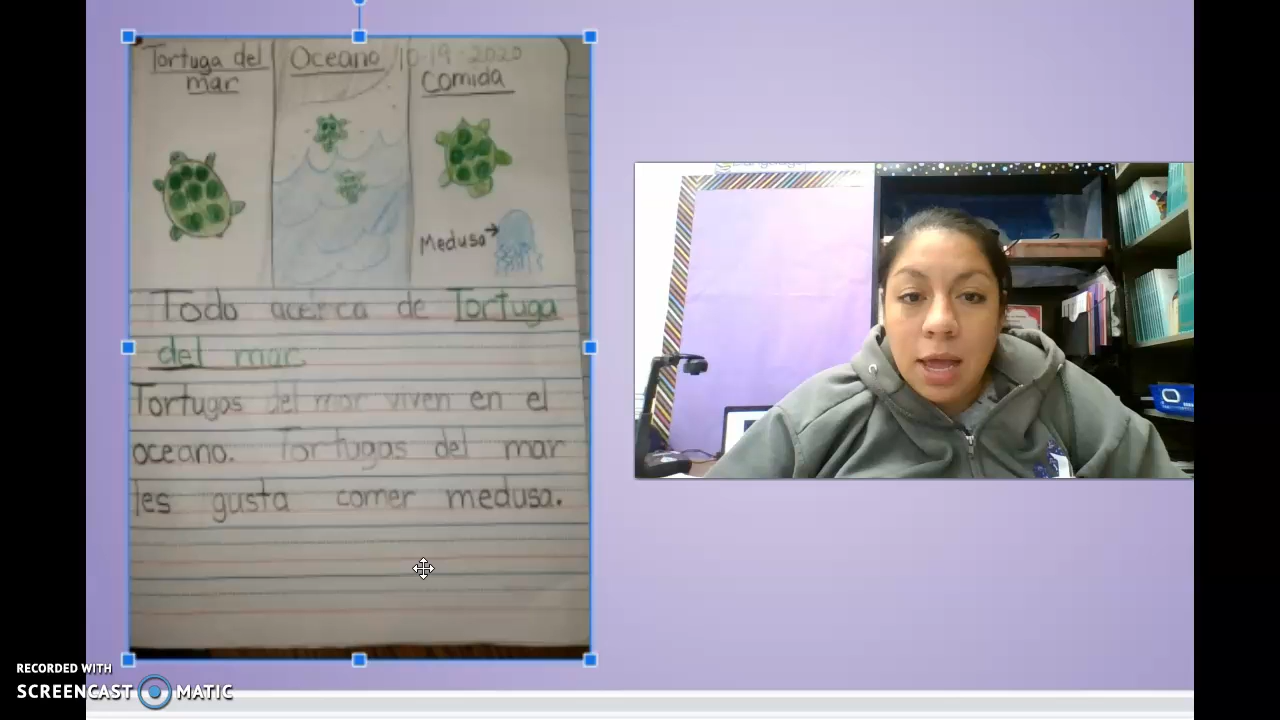 Tortuga del
mar
Oceano
10-19-2020
Comida
Medusa
Todo acerca de Tortuga
del mar
Tortugas del mar viven en el
oceano. Tortugas del mar
les gusta comer medusa.
RECORDED WITH
SCREENCAST MATIC